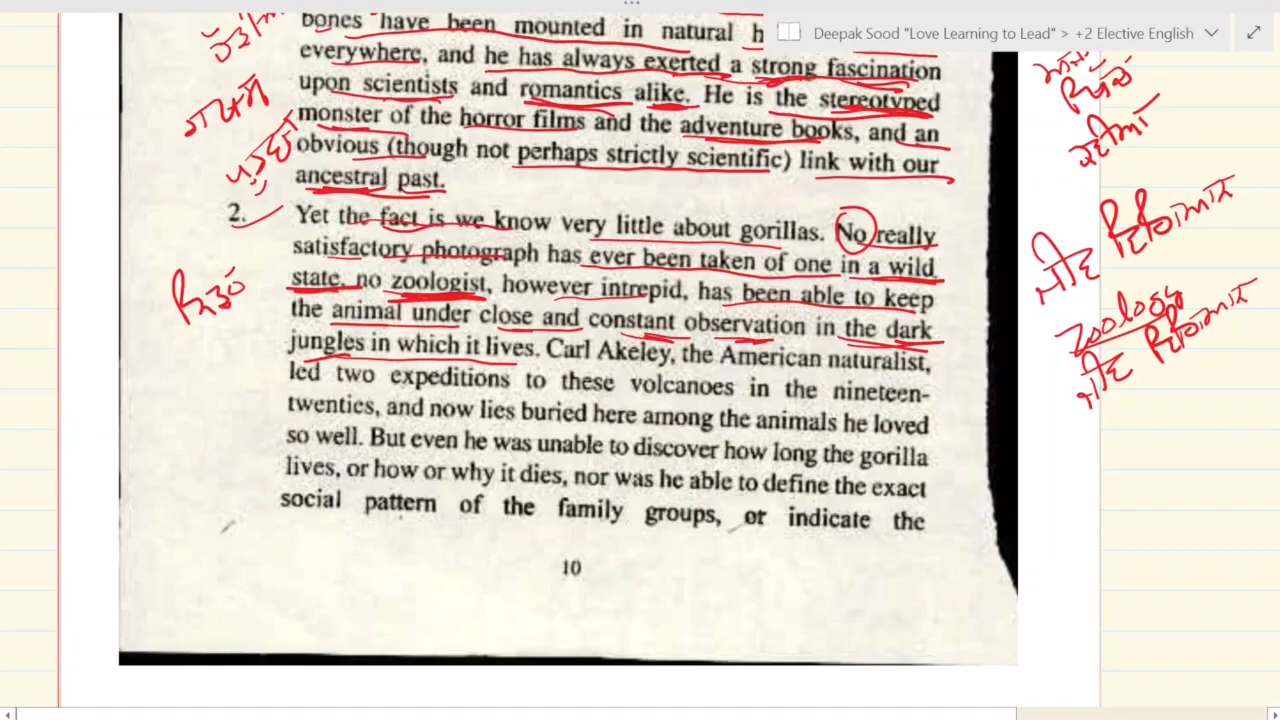 Deepak Sood "Love Learning to Lead" > +2 Elective English
bones have been mounted in natural h
everywhere, and he has always exerted a strong fascination
upon scientists and romantics alike. He is the stereotyped
monster of the horror films and the adventure books, and an
obvious (though not perhaps strictly scientific) link with our
ancestral past.
2. Yet the fact is we know very little about gorillas. No really
satisfactory photograph has ever been taken of one in a wild
state, no zoologist, however intrepid, has been able to keep
the animal under close and constant observation in the dark
jungles in which it lives. Carl Akeley, the American naturalist,
led two expeditions to these volcanoes in the nineteen-
twenties, and now lies buried here among the animals he loved
so well. But even he was unable to discover how long the gorilla
lives, or how or why it dies, nor was he able to define the exact
social pattern of the family groups, or indicate the
10
zoology